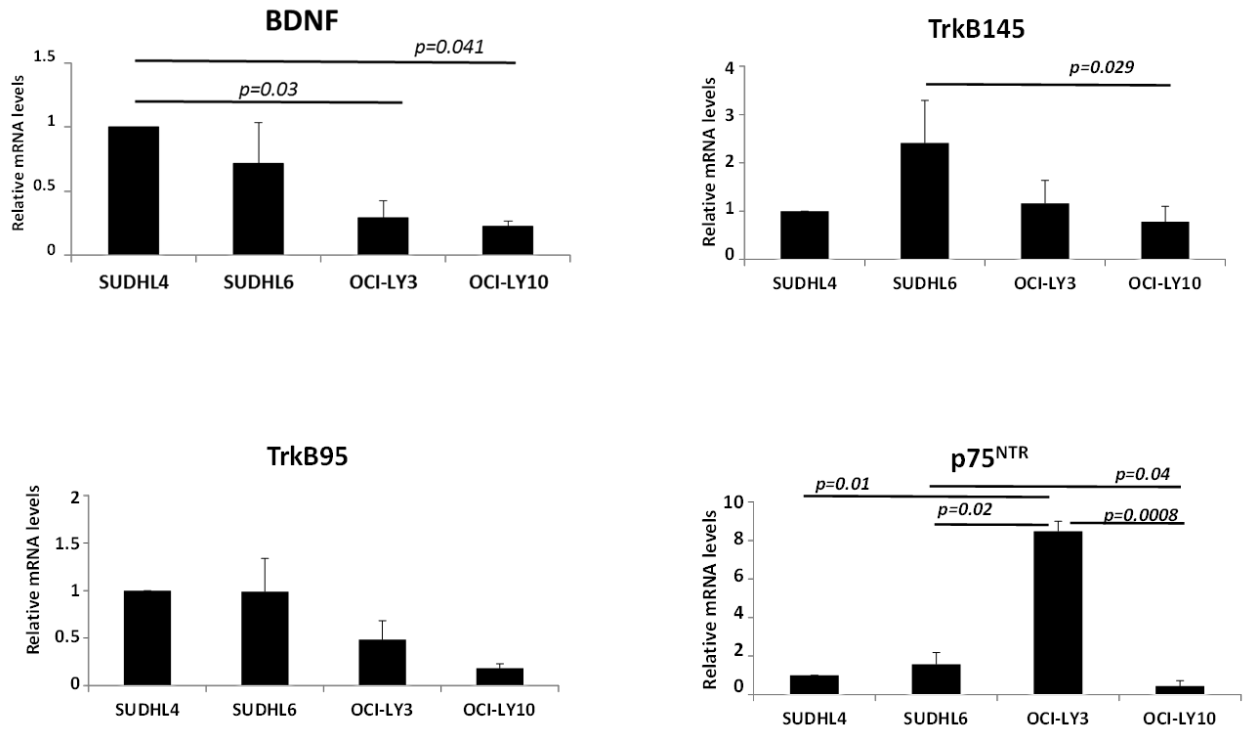 BDNF
p=0.041
p=0.03
Relative mRNA levels
1.5
1
0.5
0
SUDHL4 SUDHL6 OCI-LY3 OCI-LY10
TrkB145
p=0.029
Relative mRNA levels
4
3
2
1
0
SUDHL4 SUDHL6 OCI-LY3 OCI-LY10
TrkB95
Relative mRNA levels
2
1.5
1
0.5
0
SUDHL4 SUDHL6 OCI-LY3 OCI-LY10
p75NTR
p=0.01 p=0.04
p=0.02 p=0.0008
Relative mRNA levels
10
8
6
4
2
0
SUDHL4 SUDHL6 OCI-LY3 OCI-LY10